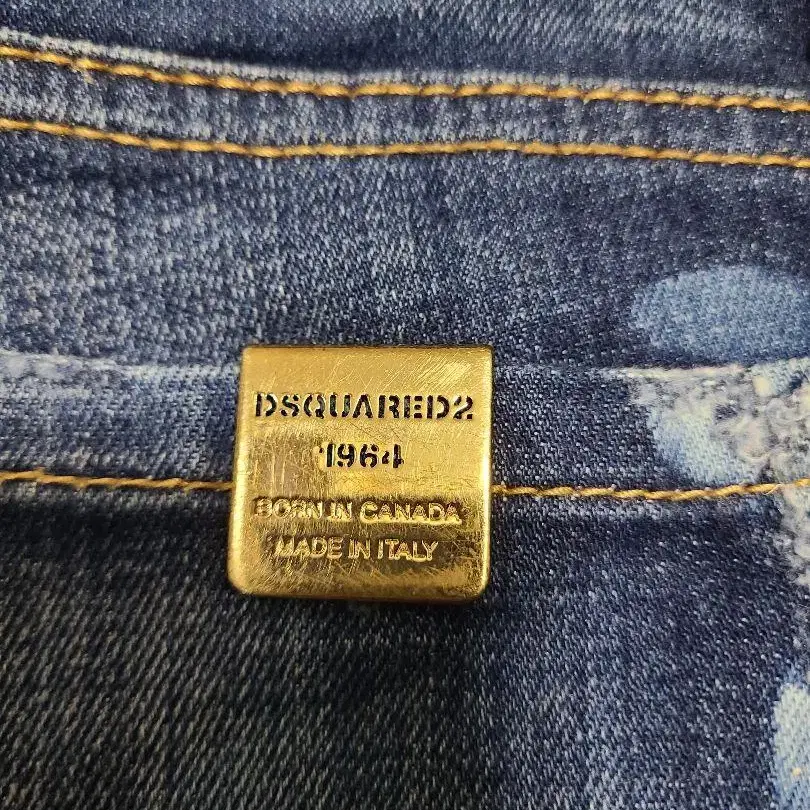 DSQUARED2
1964
BORN IN CANADA
MADE IN ITALY